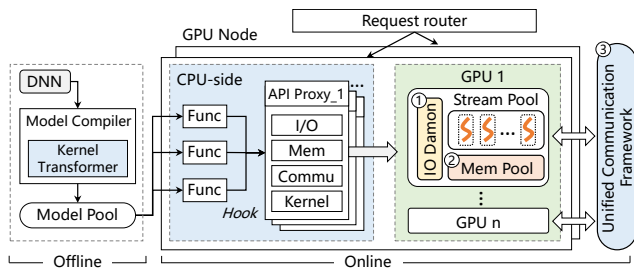 Request router
GPU Node
DNN
Model Compiler
Kernel
Transformer
Model Pool
CPU-side
Func
Func
Func
Hook
API Proxy_1
...
I/O
Mem
Commu
Kernel
GPU 1
1
IO Damon
Stream Pool
...
2
Mem Pool
...
GPU n
3
Unified Communication
Framework
Offline
Online